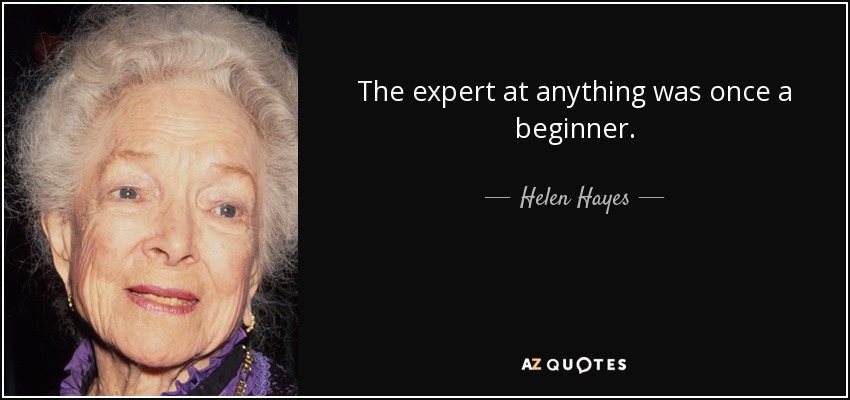 The expert at anything was once a
beginner.
— Helen Hayes —
AZ QUOTES